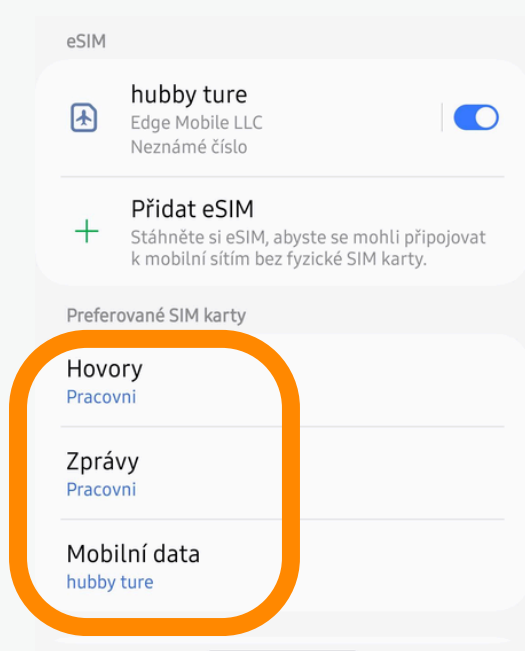 eSIM
hubby ture
Edge Mobile LLC
Neznámé číslo
Přidat eSIM
Stáhněte si eSIM, abyste se mohli připojovat
k mobilní sítím bez fyzické SIM karty.
Preferované SIM karty
Hovory
Pracovni
Zprávy
Pracovni
Mobilní data
hubby ture